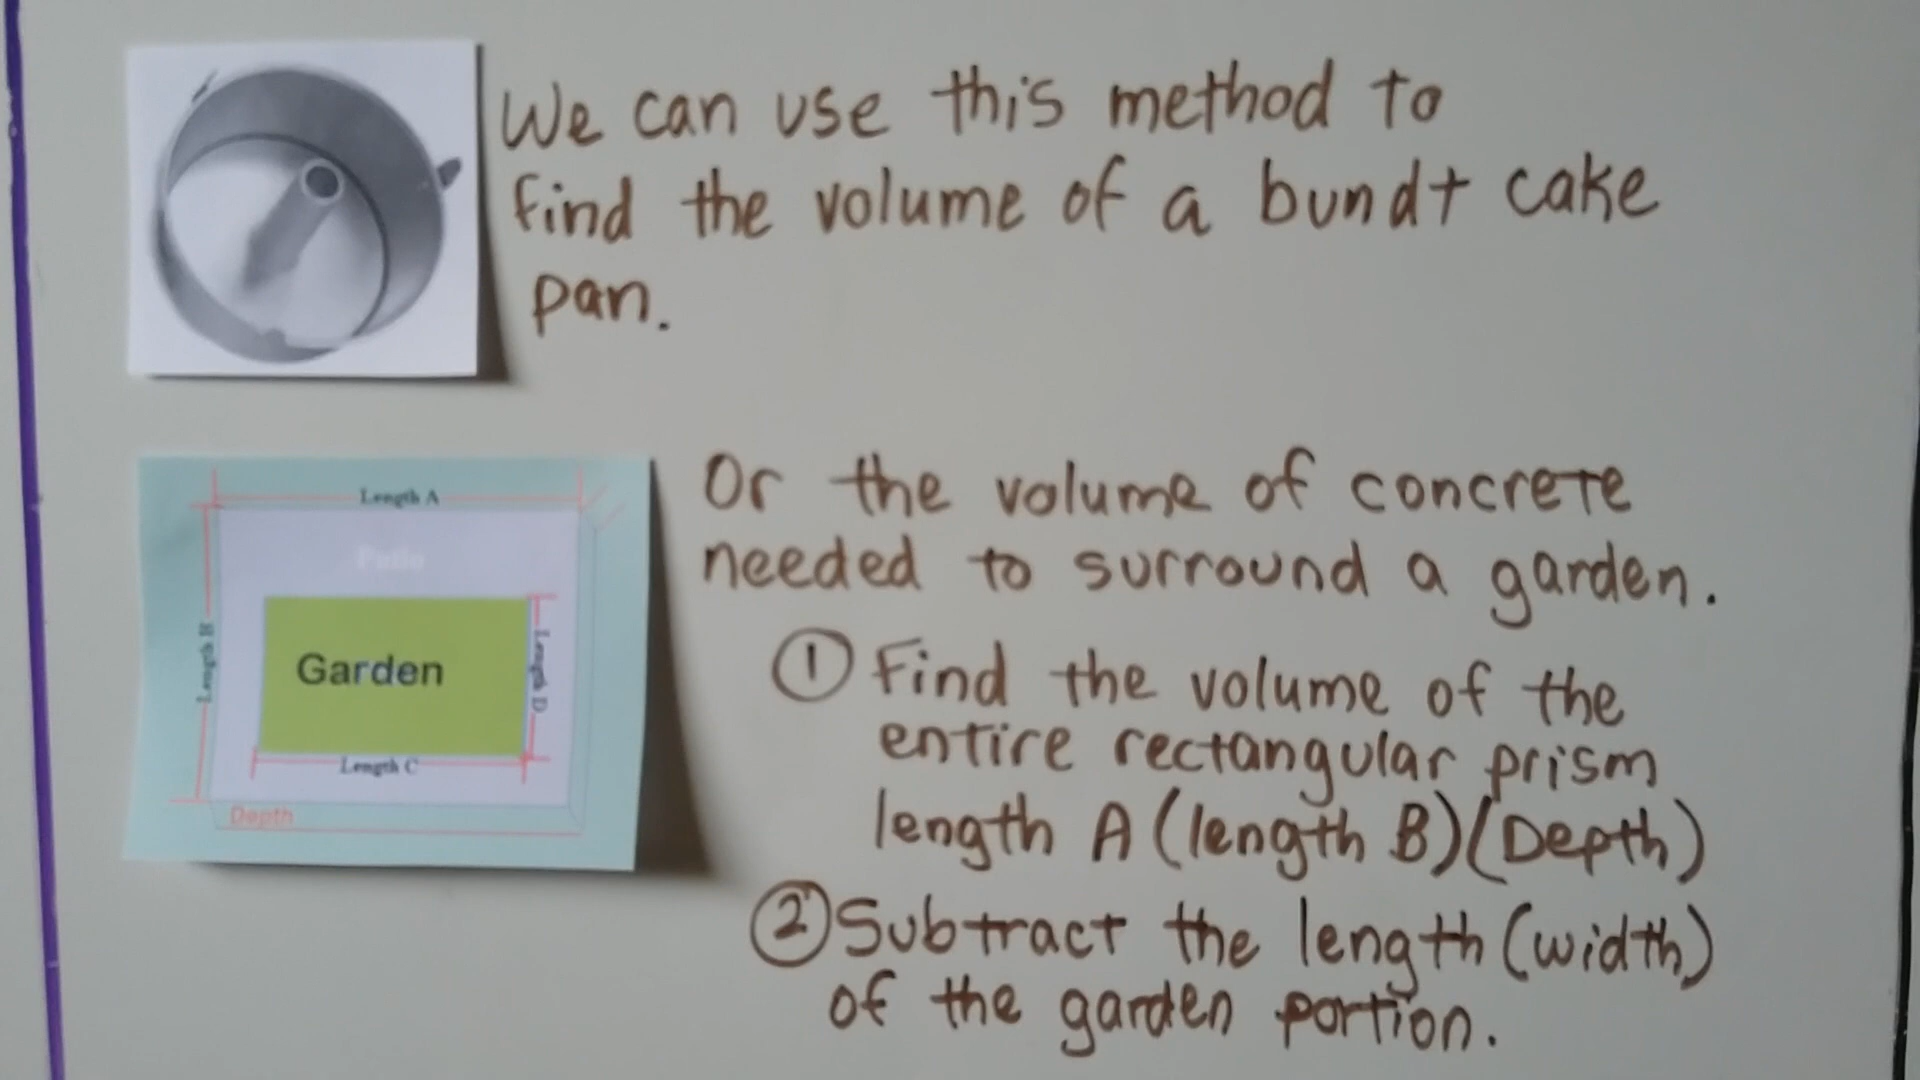 We can use this method to
find the volume of a bundt cake
pan.
Length A
Patio
Length B
Garden
Length D
Length C
Depth
Or the volume of concrete
needed to surround a garden.
① Find the volume of the
entire rectangular prism
length A (length B)(Depth)
② Subtract the length (width)
of the garden portion.